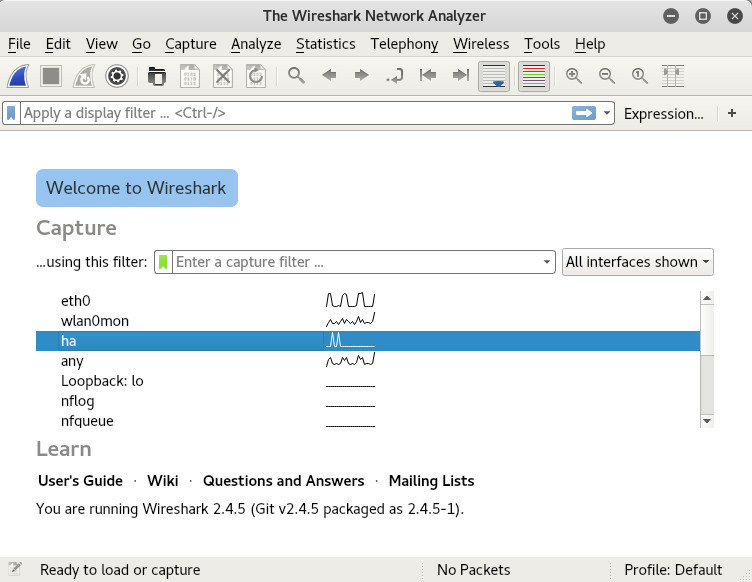 The Wireshark Network Analyzer
File Edit View Go Capture Analyze Statistics Telephony Wireless Tools Help
Apply a display filter ... <Ctrl-/> Expression... +
Welcome to Wireshark
Capture
...using this filter: Enter a capture filter ... All interfaces shown
eth0
wlan0mon
ha
any
Loopback: lo
nflog
nfqueue
Learn
User's Guide · Wiki · Questions and Answers · Mailing Lists
You are running Wireshark 2.4.5 (Git v2.4.5 packaged as 2.4.5-1).
Ready to load or capture No Packets Profile: Default